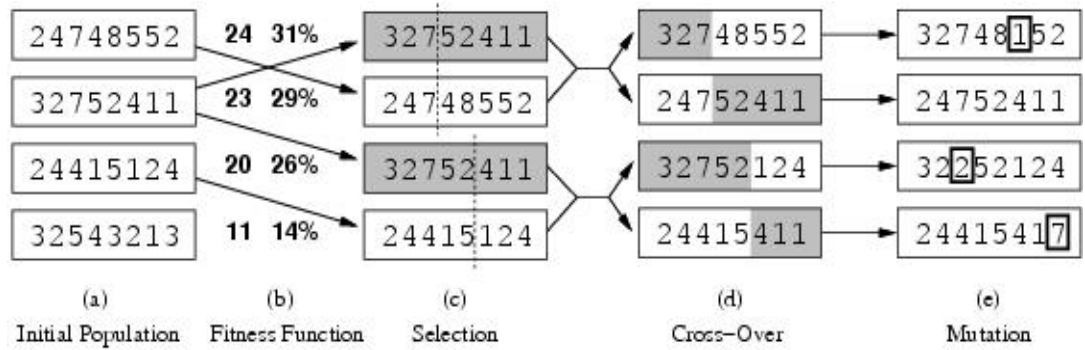 24748552 24 31% 32752411 32748552 32748152
32752411 23 29% 24748552 24752411 24752411
24415124 20 26% 32752411 32752124 32252124
32543213 11 14% 24415124 24415411 24415417
(a) (b) (c) (d) (e)
Initial Population Fitness Function Selection Cross-Over Mutation